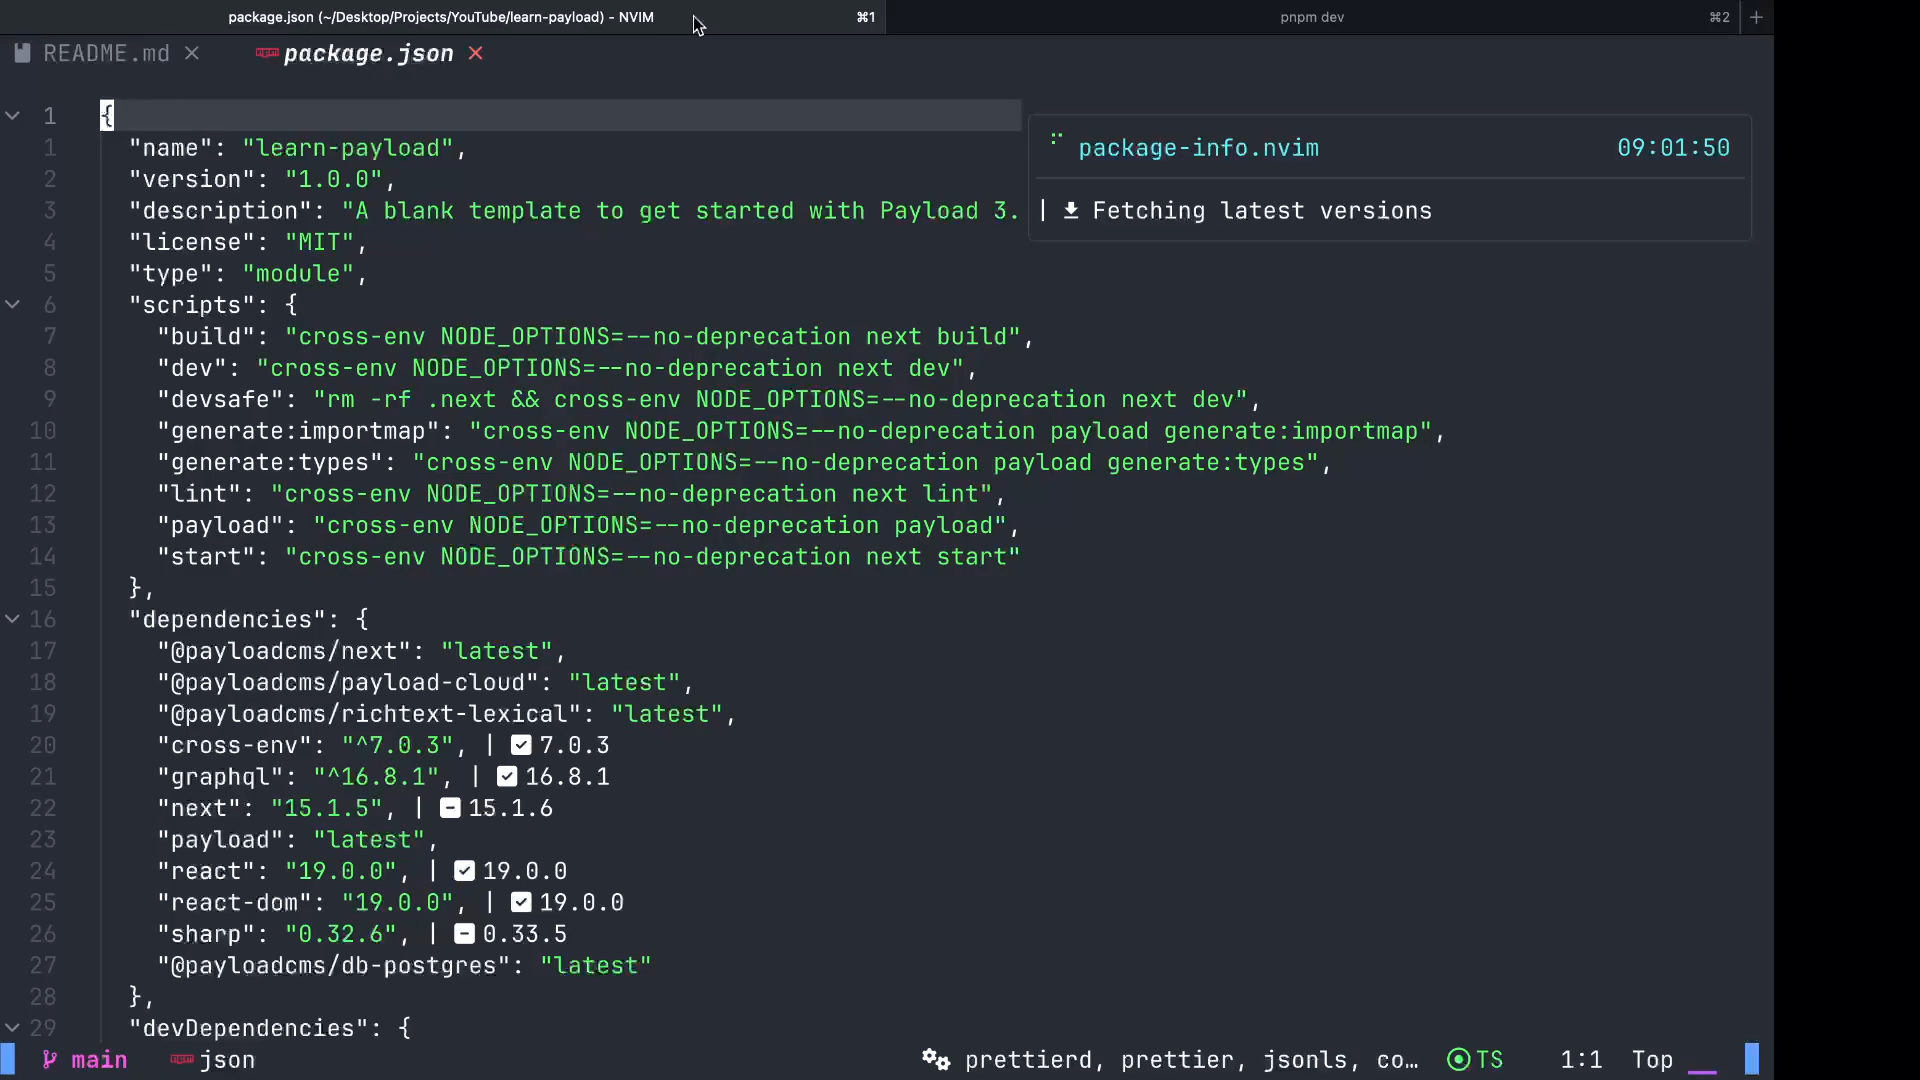 package.json (~/Desktop/Projects/YouTube/learn-payload) - NVIM ⌘1 pnpm dev ⌘2 +
README.md × package.json ×
1 {
1 "name": "learn-payload",
package-info.nvim 09:01:50
2 "version": "1.0.0",
3 "description": "A blank template to get started with Payload 3.
| Fetching latest versions
4 "license": "MIT",
5 "type": "module",
6 "scripts": {
7 "build": "cross-env NODE_OPTIONS=--no-deprecation next build",
8 "dev": "cross-env NODE_OPTIONS=--no-deprecation next dev",
9 "devsafe": "rm -rf .next && cross-env NODE_OPTIONS=--no-deprecation next dev",
10 "generate:importmap": "cross-env NODE_OPTIONS=--no-deprecation payload generate:importmap",
11 "generate:types": "cross-env NODE_OPTIONS=--no-deprecation payload generate:types",
12 "lint": "cross-env NODE_OPTIONS=--no-deprecation next lint",
13 "payload": "cross-env NODE_OPTIONS=--no-deprecation payload",
14 "start": "cross-env NODE_OPTIONS=--no-deprecation next start"
15 },
16 "dependencies": {
17 "@payloadcms/next": "latest",
18 "@payloadcms/payload-cloud": "latest",
19 "@payloadcms/richtext-lexical": "latest",
20 "cross-env": "^7.0.3", | 7.0.3
21 "graphql": "^16.8.1", | 16.8.1
22 "next": "15.1.5", | 15.1.6
23 "payload": "latest",
24 "react": "19.0.0", | 19.0.0
25 "react-dom": "19.0.0", | 19.0.0
26 "sharp": "0.32.6", | 0.33.5
27 "@payloadcms/db-postgres": "latest"
28 },
29 "devDependencies": {
main json prettierd, prettier, jsonls, co… TS 1:1 Top